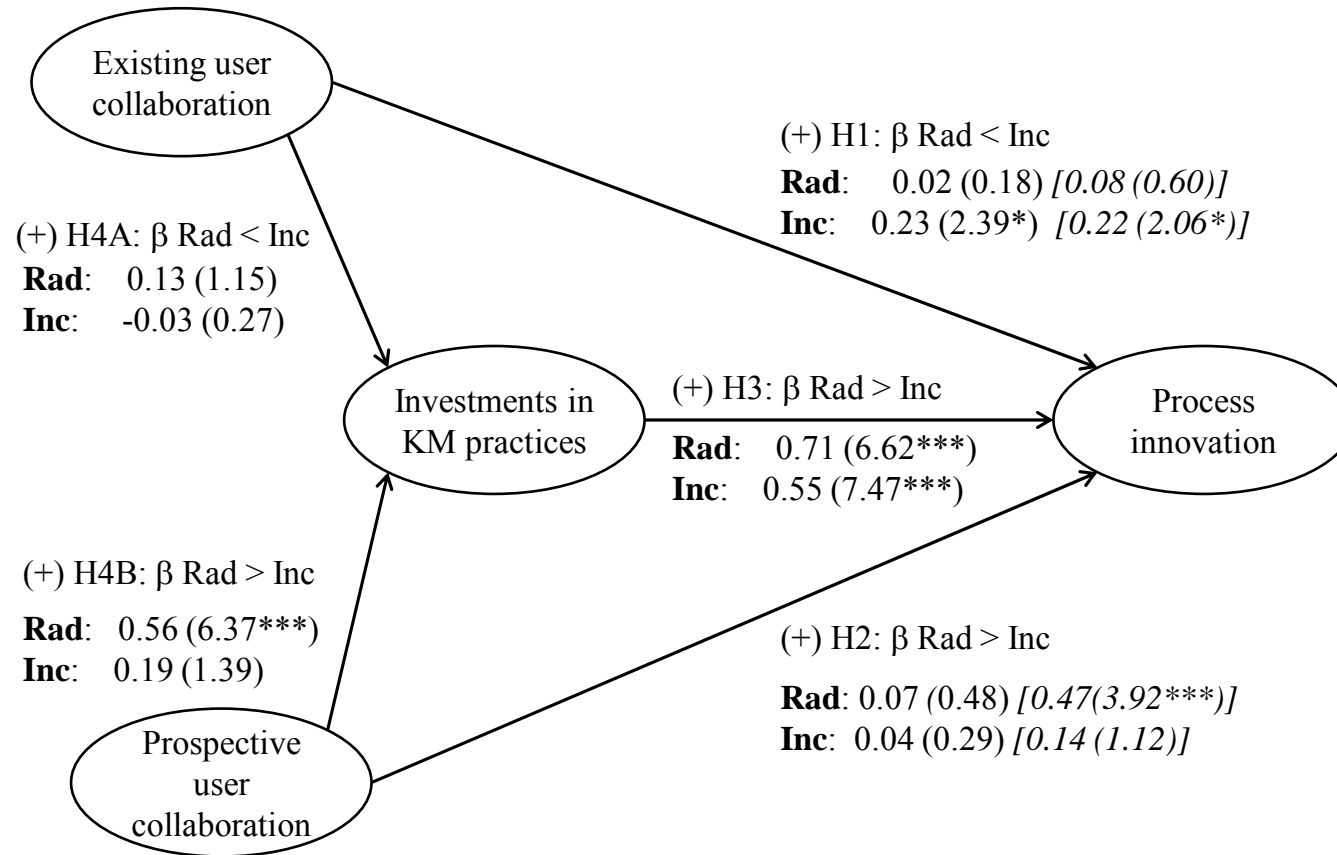 Existing user
collaboration
(+) H1: β Rad < Inc
Rad: 0.02 (0.18) [0.08 (0.60)]
Inc: 0.23 (2.39*) [0.22 (2.06*)]
(+) H4A: β Rad < Inc
Rad: 0.13 (1.15)
Inc: -0.03 (0.27)
Investments in
KM practices
(+) H3: β Rad > Inc
Rad: 0.71 (6.62***)
Inc: 0.55 (7.47***)
Process
innovation
(+) H4B: β Rad > Inc
Rad: 0.56 (6.37***)
Inc: 0.19 (1.39)
(+) H2: β Rad > Inc
Rad: 0.07 (0.48) [0.47(3.92***)]
Inc: 0.04 (0.29) [0.14 (1.12)]
Prospective
user
collaboration